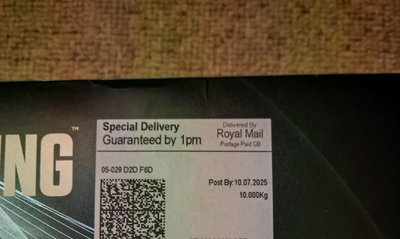 Special Delivery
Guaranteed by 1pm
Delivered By
Royal Mail
Postage Paid GB
ING™
05-029 D2D F6D
Post By:10.07.2025
10.000Kg